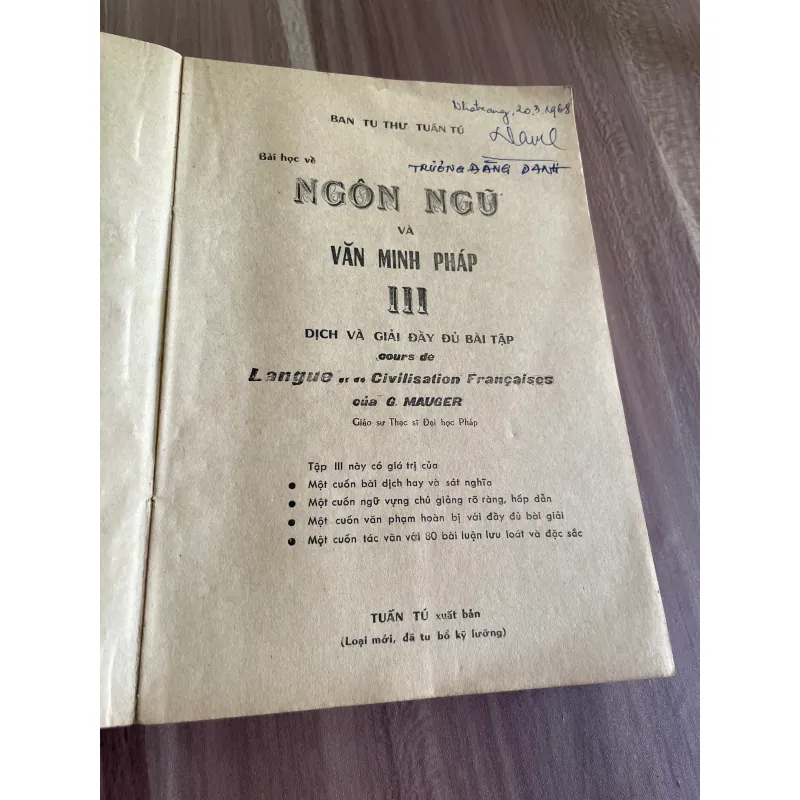 Nhatrang, 20.3.1968
BAN TU THƯ TUẤN TÚ
TRƯƠNG ĐĂNG DANH
Bài học về
NGÔN NGỮ
VÀ
VĂN MINH PHÁP
III
DỊCH VÀ GIẢI ĐẦY ĐỦ BÀI TẬP
cours de
Langue et de Civilisation Françaises
của G. MAUGER
Giáo sư Thạc sĩ Đại học Pháp
Tập III này có giá trị của
● Một cuốn bài dịch hay và sát nghĩa
● Một cuốn ngữ vựng chú giảng rõ ràng, hấp dẫn
● Một cuốn văn phạm hoàn bị với đầy đủ bài giải
● Một cuốn tác văn với 80 bài luận lưu loát và đặc sắc
TUẤN TÚ xuất bản
(Loại mới, đã tu bổ kỹ lưỡng)